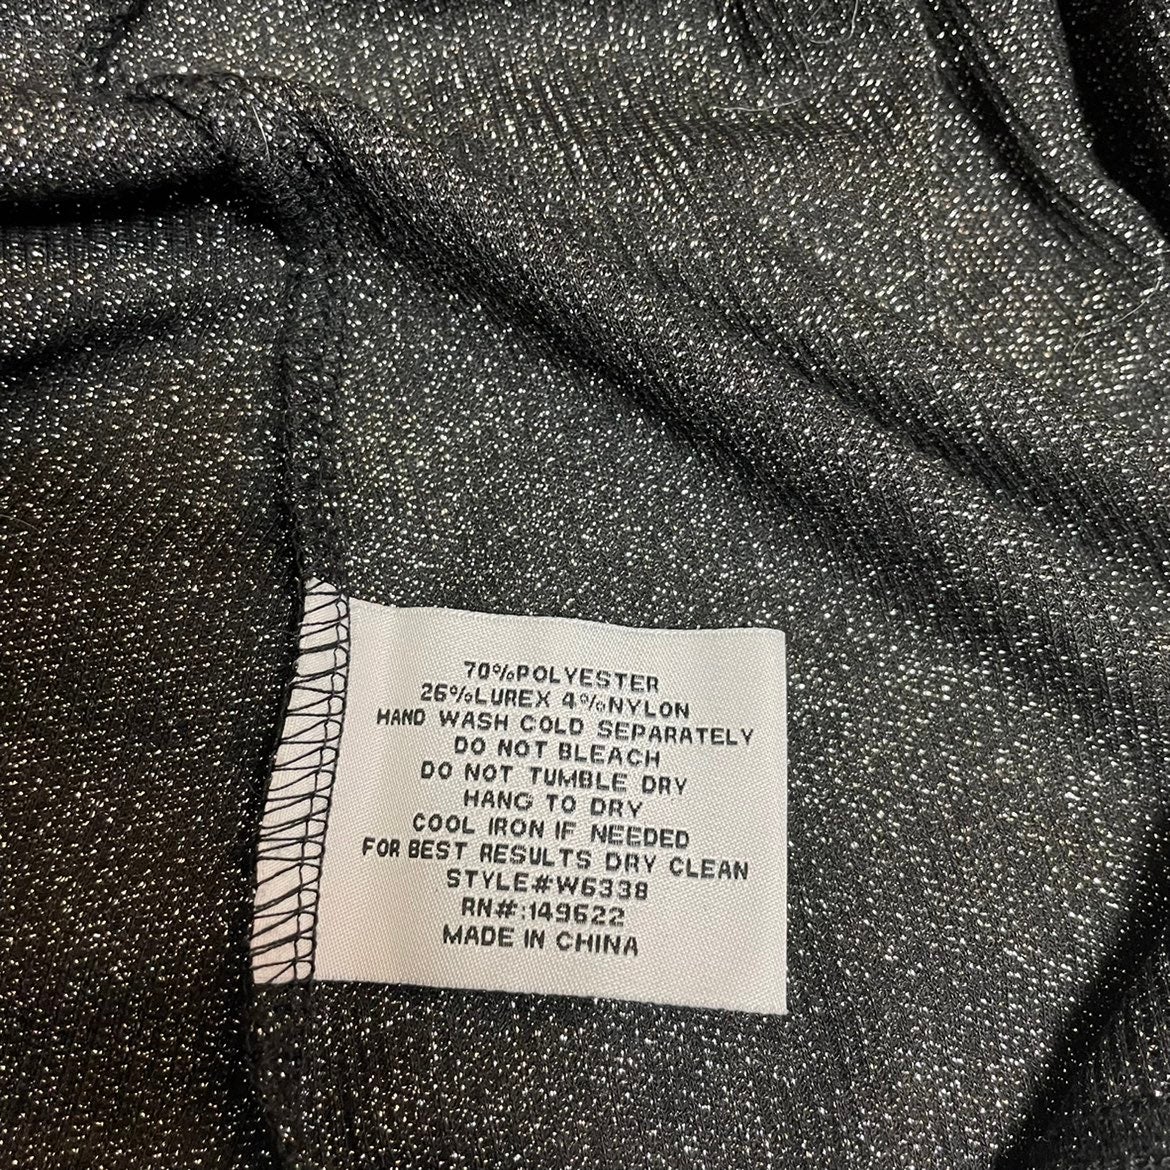 70%POLYESTER
26%LUREX 4%NYLON
HAND WASH COLD SEPARATELY
DO NOT BLEACH
DO NOT TUMBLE DRY
HANG TO DRY
COOL IRON IF NEEDED
FOR BEST RESULTS DRY CLEAN
STYLE#W6338
RN#:149622
MADE IN CHINA